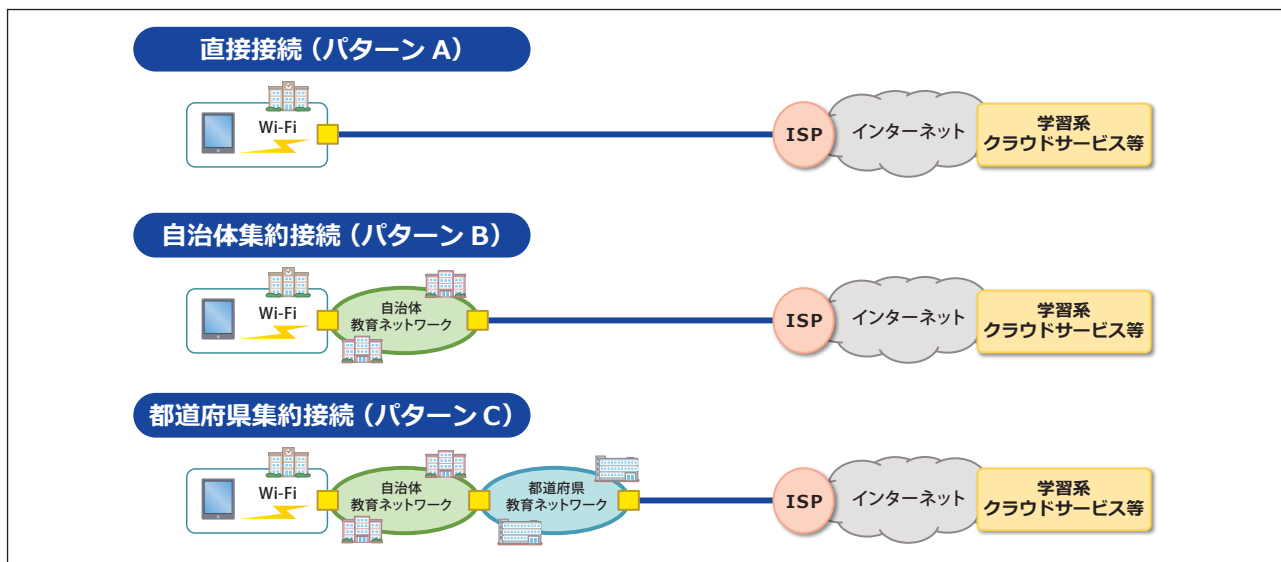 直接接続（パターン A）
Wi-Fi
ISP
インターネット
学習系
クラウドサービス等
自治体集約接続（パターン B）
Wi-Fi
自治体
教育ネットワーク
ISP
インターネット
学習系
クラウドサービス等
都道府県集約接続（パターン C）
Wi-Fi
自治体
教育ネットワーク
都道府県
教育ネットワーク
ISP
インターネット
学習系
クラウドサービス等